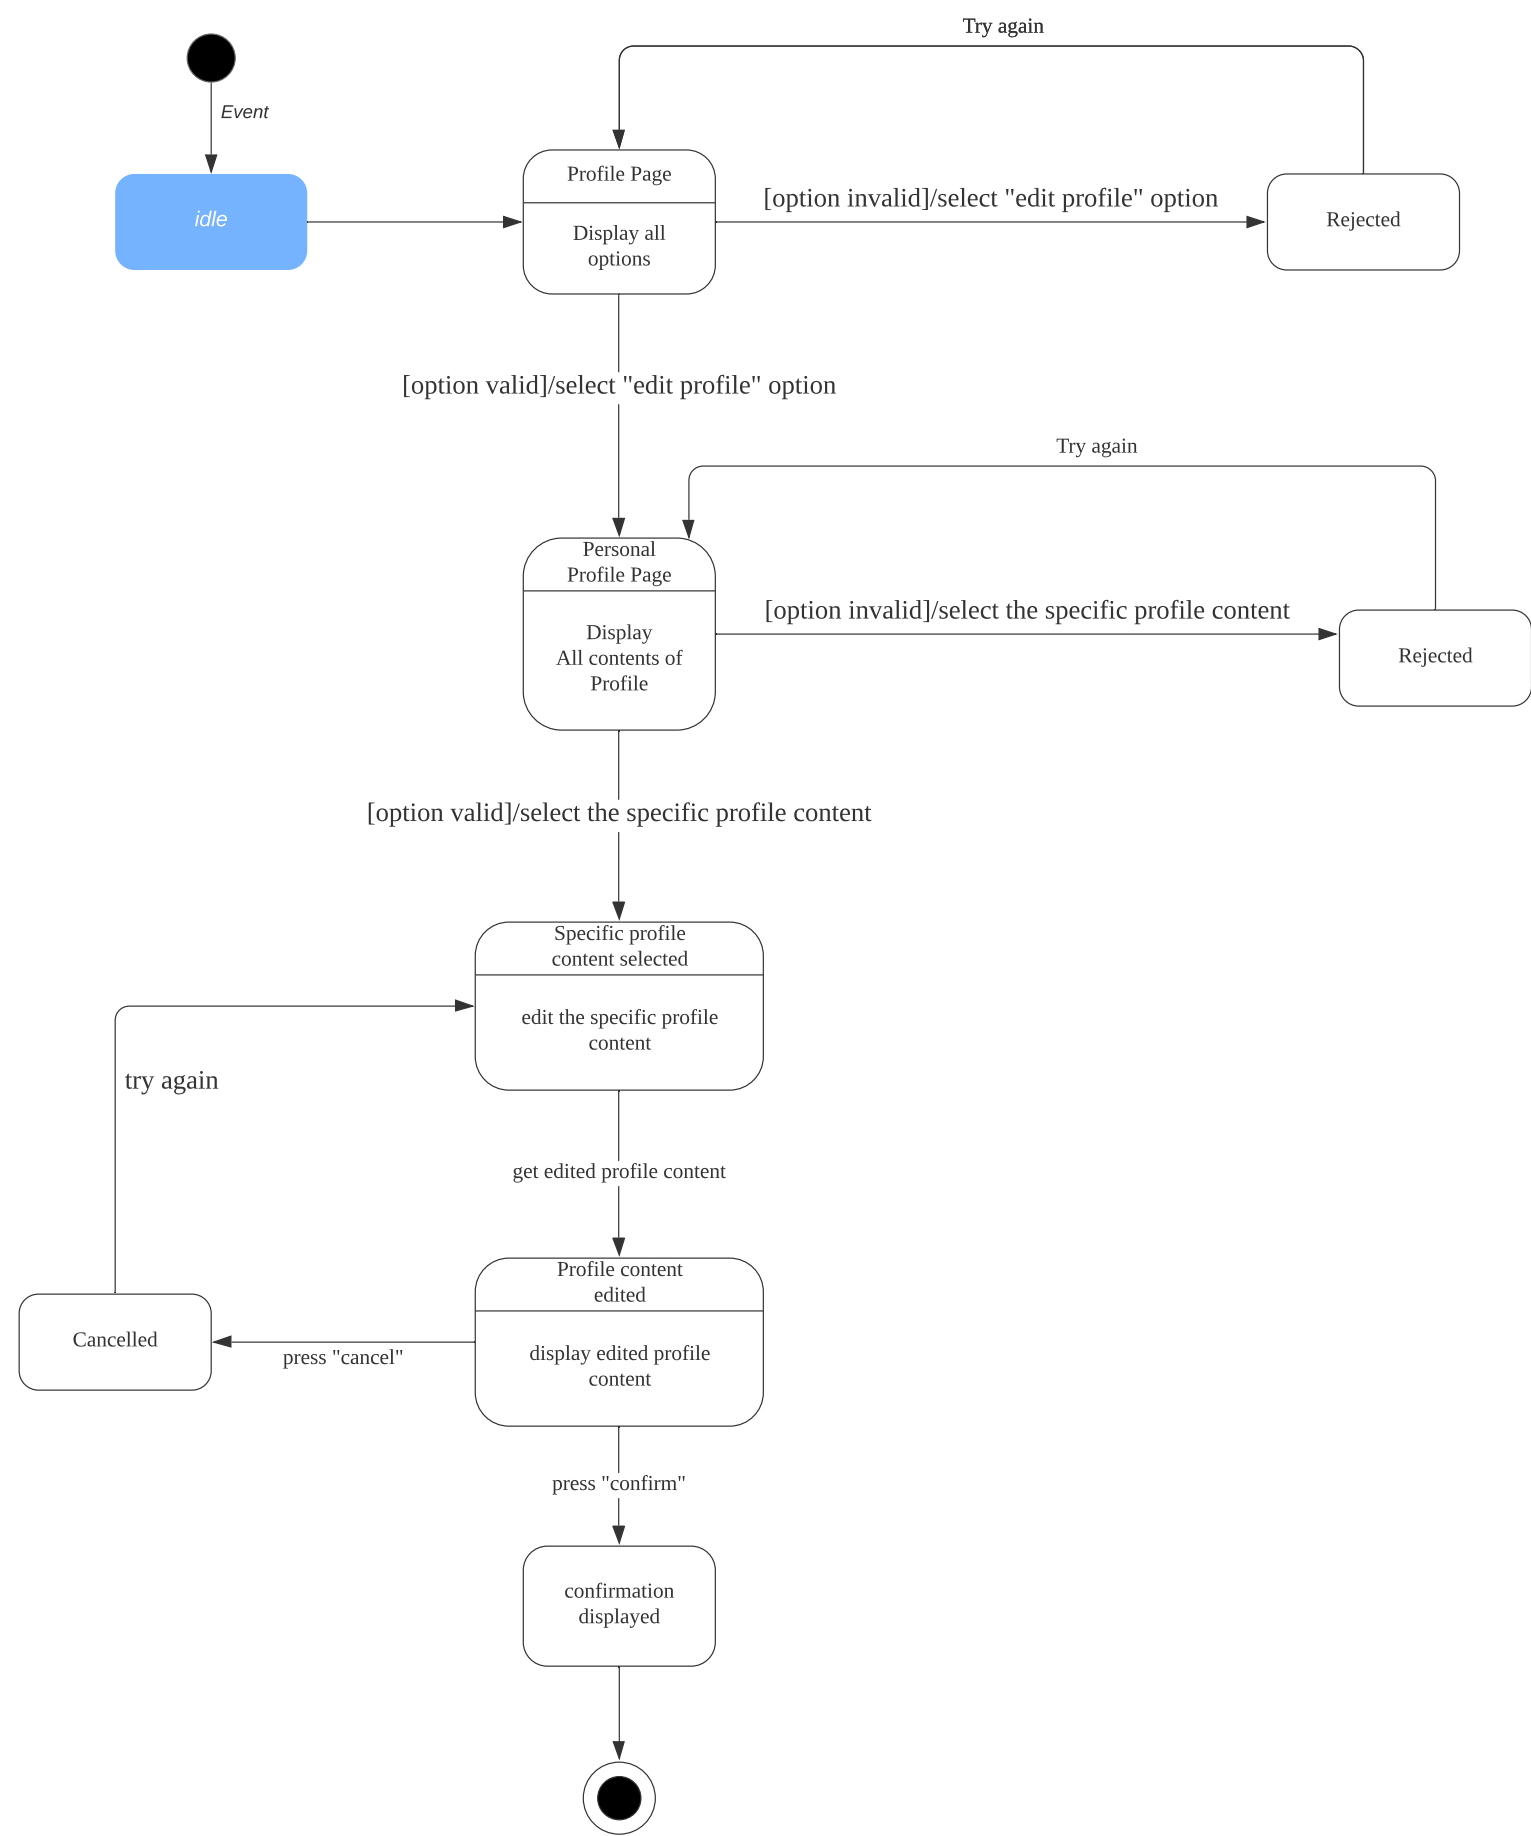 Try again
Event
idle
Profile Page
Display all
options
[option invalid]/select "edit profile" option
Rejected
[option valid]/select "edit profile" option
Try again
Personal
Profile Page
Display
All contents of
Profile
[option invalid]/select the specific profile content
Rejected
[option valid]/select the specific profile content
Specific profile
content selected
edit the specific profile
content
try again
get edited profile content
Profile content
edited
display edited profile
content
Cancelled
press "cancel"
press "confirm"
confirmation
displayed